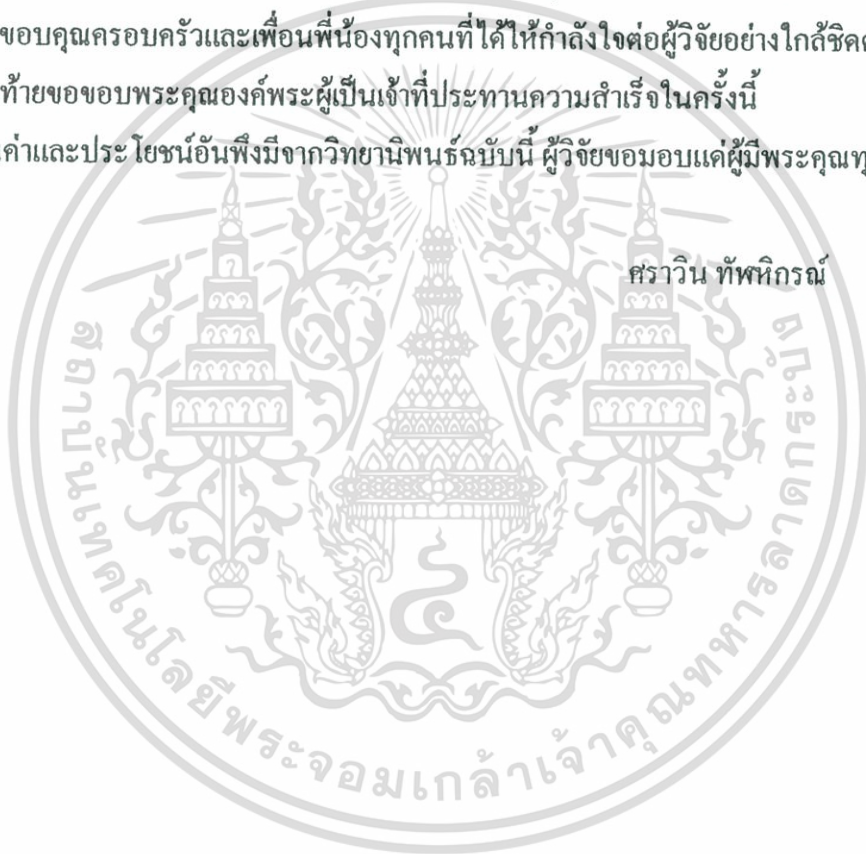 ขอบคุณครอบครัวและเพื่อนพี่น้องทุกคนที่ได้ให้กำลังใจต่อผู้วิจัยอย่างใกล้ชิด
ท้ายขอขอบพระคุณองค์พระผู้เป็นเจ้าที่ประทานความสำเร็จในครั้งนี้
ค่าและประโยชน์อันพึงมีจากวิทยานิพนธ์ฉบับนี้ ผู้วิจัยขอมอบแด่ผู้มีพระคุณ
ศราวิน ทัพหิกรณ์
สถาบันเทคโนโลยีพระจอมเกล้าเจ้าคุณทหารลาดกระบัง